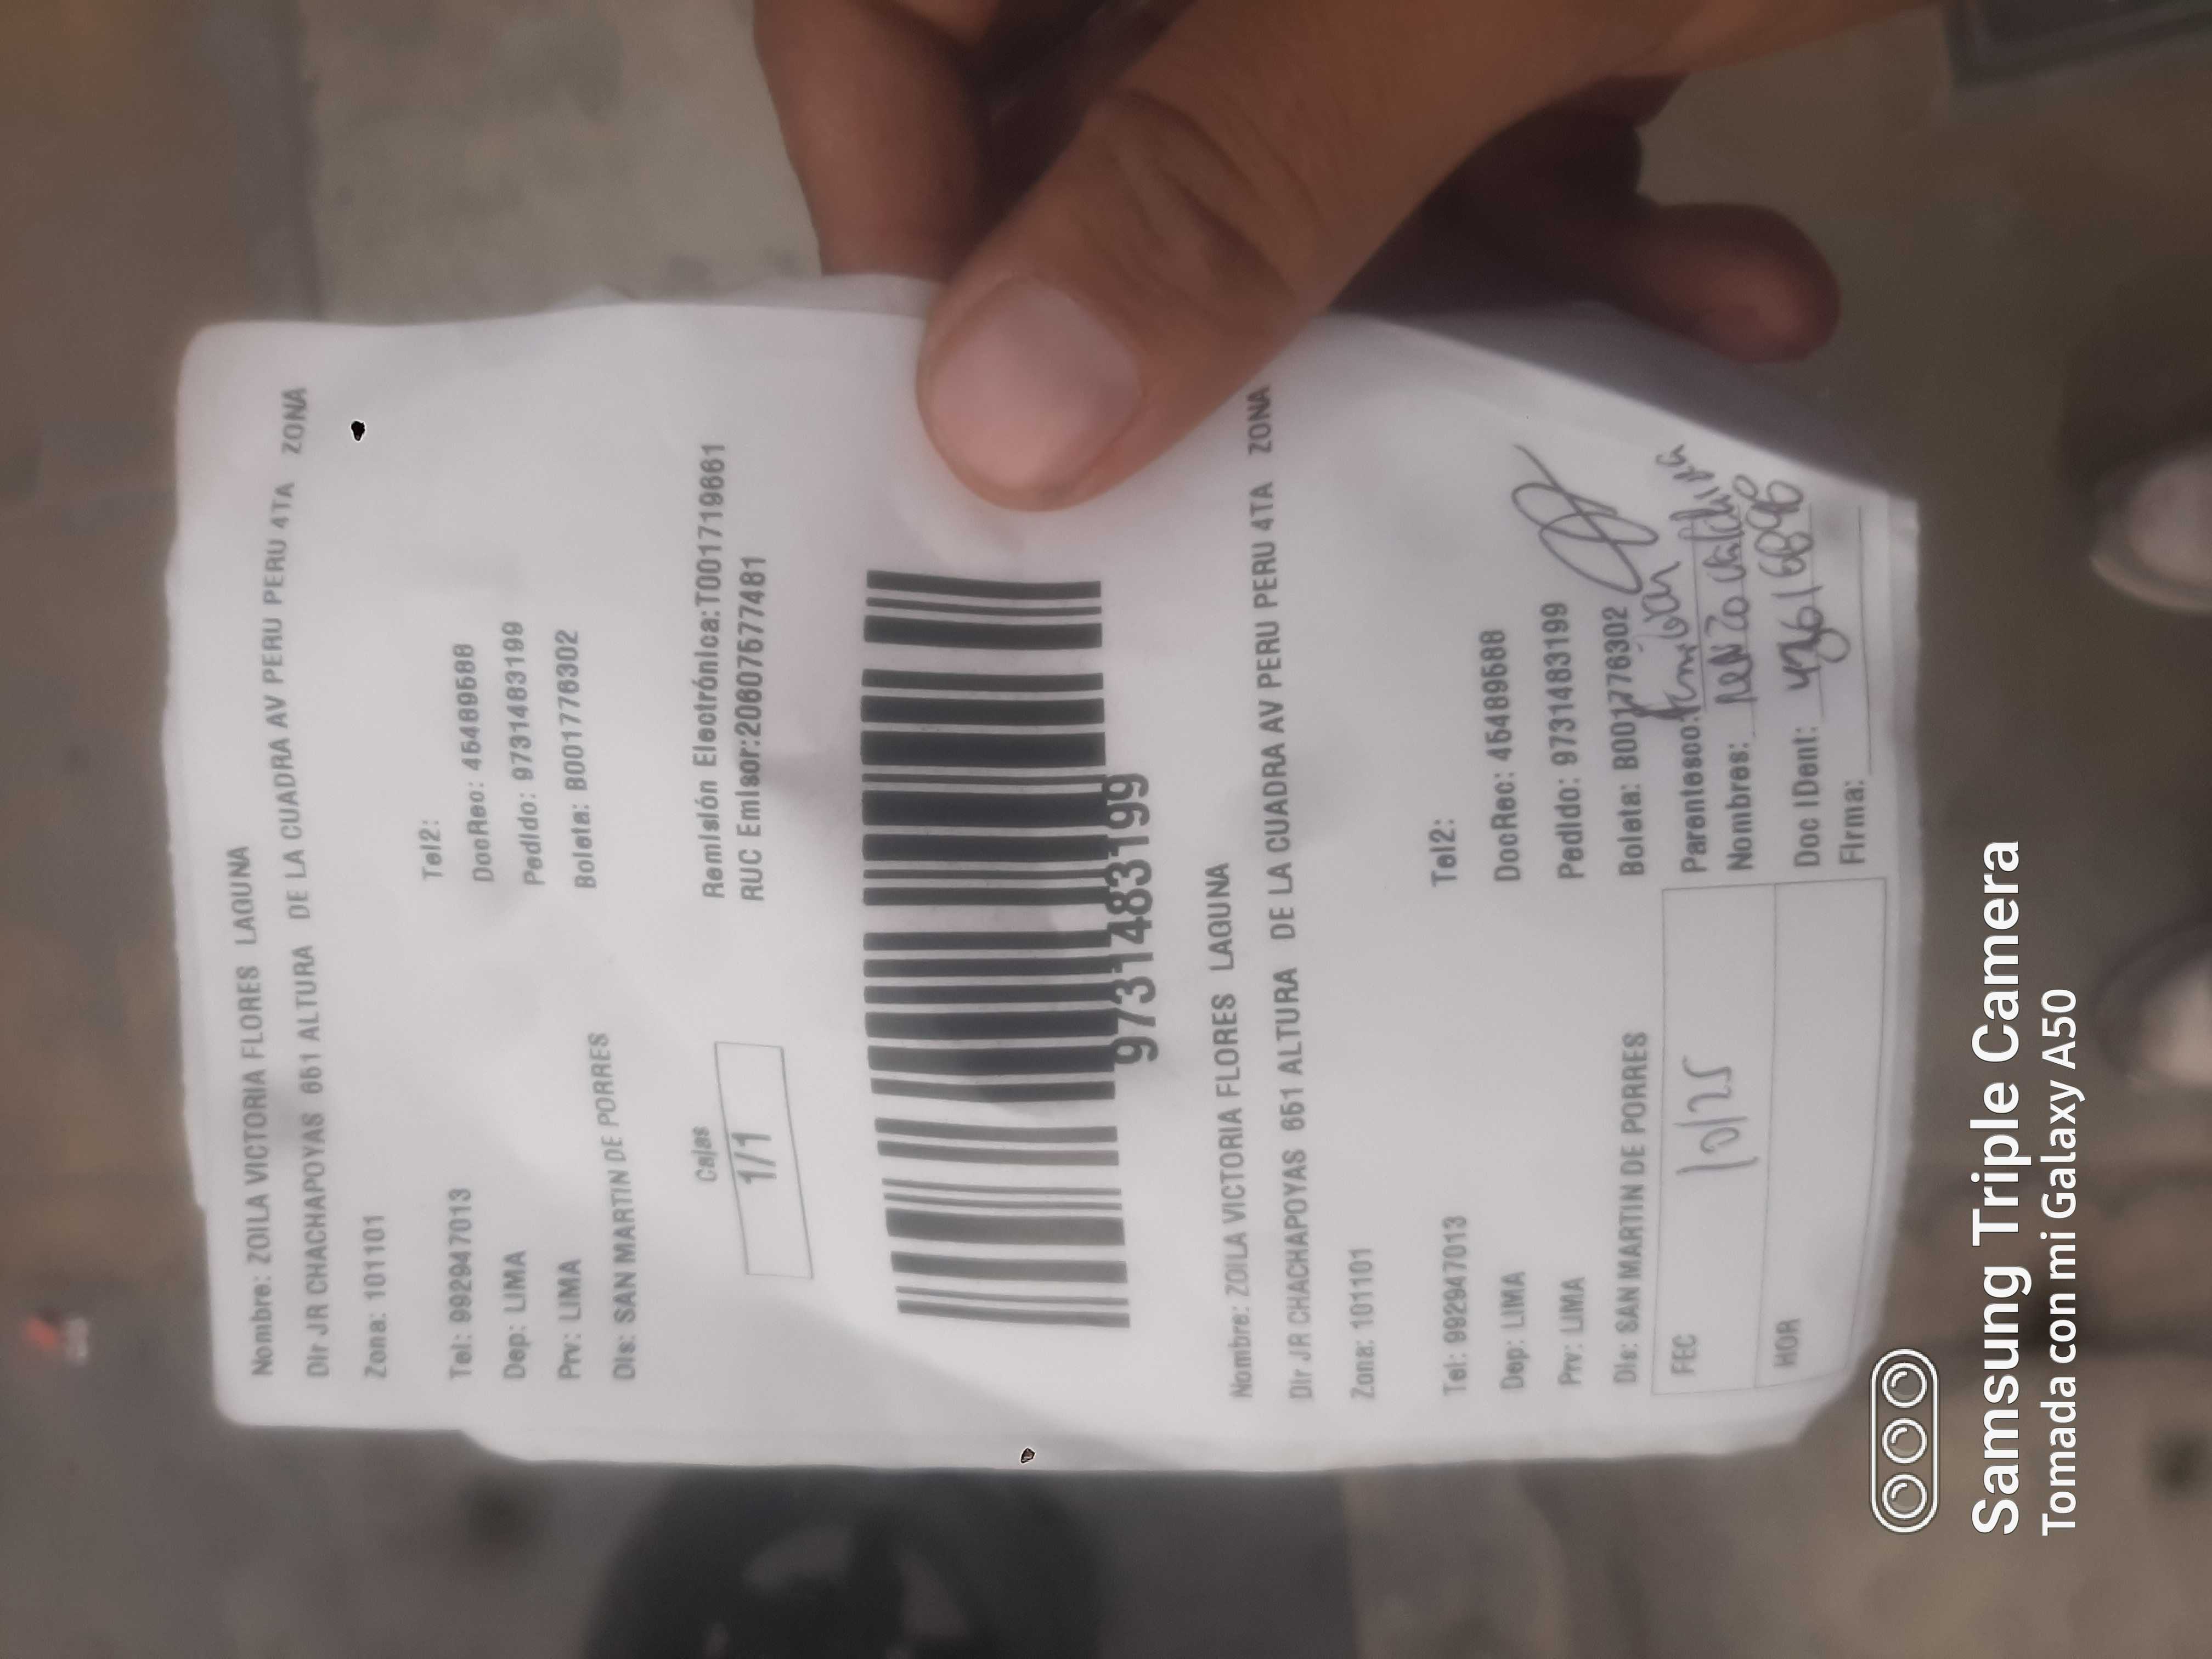 Nombre: ZOILA VICTORIA FLORES LAGUNA
Dir JR CHACHAPOYAS 651 ALTURA DE LA CUADRA AV PERU PERU 4TA ZONA
Zona: 101101
Tel: 992947013 Tel2:
Dep: LIMA DocRec: 45489588
Prv: LIMA Pedido: 9731483199
Dis: SAN MARTIN DE PORRES Boleta: B001776302
Cajas
1/1
Remisión Electrónica:T001719661
RUC Emisor:20607577481
9731483199
Nombre: ZOILA VICTORIA FLORES LAGUNA
Dir JR CHACHAPOYAS 651 ALTURA DE LA CUADRA AV PERU PERU 4TA ZONA
Zona: 101101
Tel: 992947013 Tel2:
Dep: LIMA DocRec: 45489588
Prv: LIMA Pedido: 9731483199
Dis: SAN MARTIN DE PORRES Boleta: B001776302
FEC 10/25 Parentesco:
Nombres: Renzo
HOR Doc IDent:
Firma:
Samsung Triple Camera
Tomada con mi Galaxy A50